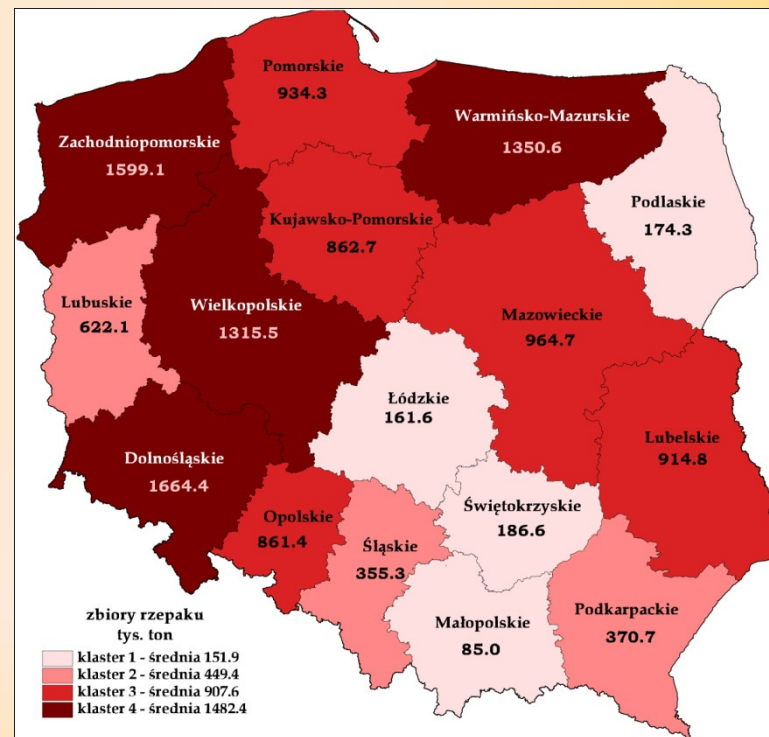 Pomorskie
934.3
Warmińsko-Mazurskie
1350.6
Zachodniopomorskie
1599.1
Podlaskie
174.3
Kujawsko-Pomorskie
862.7
Lubuskie
622.1
Wielkopolskie
1315.5
Mazowieckie
964.7
Łódzkie
161.6
Lubelskie
914.8
Dolnośląskie
1664.4
Świętokrzyskie
186.6
Opolskie
861.4
Śląskie
355.3
Małopolskie
85.0
Podkarpackie
370.7
zbiory rzepaku
tys. ton
klaster 1 - średnia 151.9
klaster 2 - średnia 449.4
klaster 3 - średnia 907.6
klaster 4 - średnia 1482.4